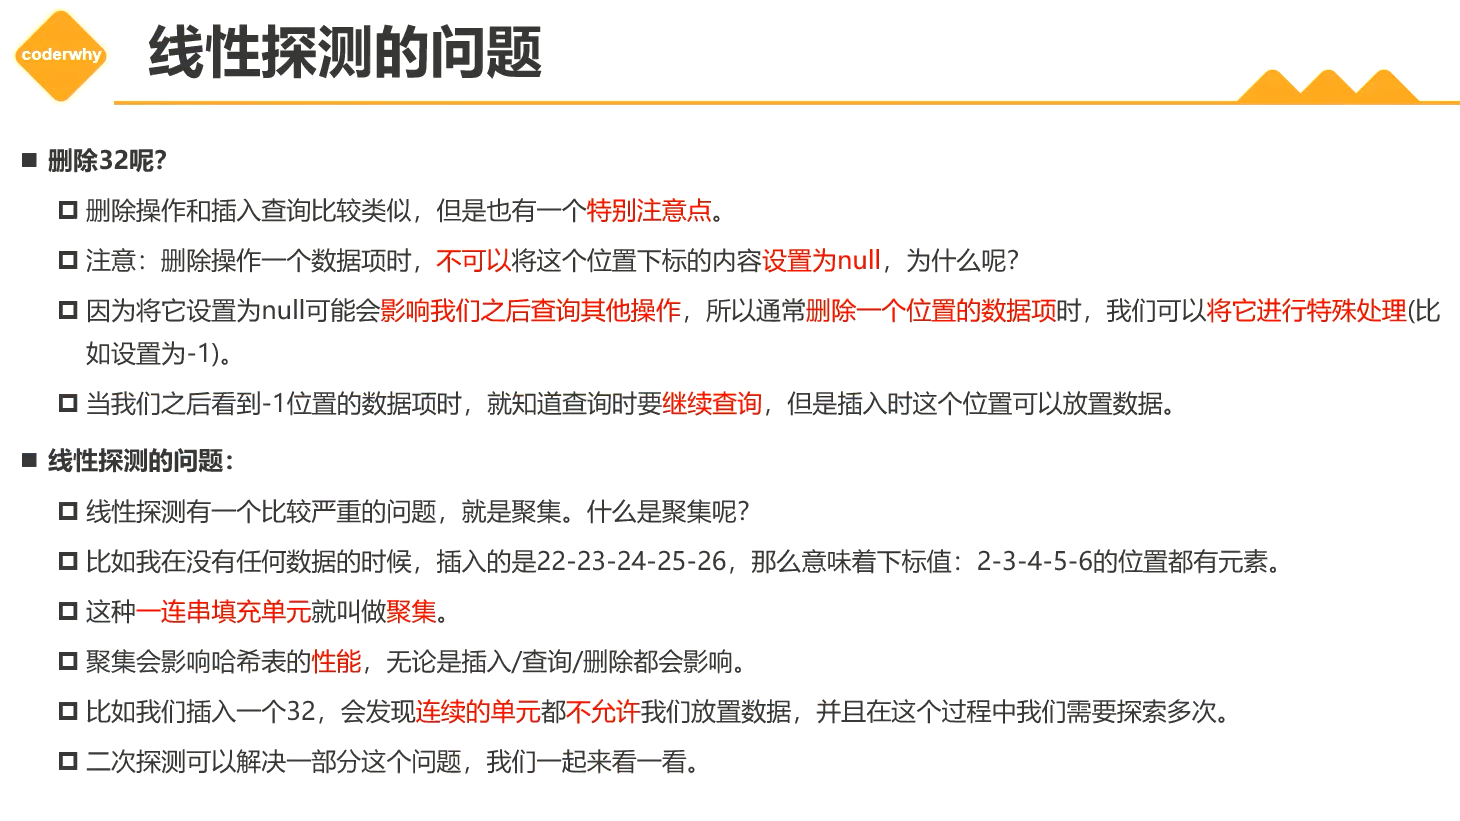 coderwhy
线性探测的问题
删除32呢？
删除操作和插入查询比较类似，但是也有一个特别注意点。
注意：删除操作一个数据项时，不可以将这个位置下标的内容设置为null，为什么呢？
因为将它设置为null可能会影响我们之后查询其他操作，所以通常删除一个位置的数据项时，我们可以将它进行特殊处理(比
如设置为-1)。
当我们之后看到-1位置的数据项时，就知道查询时要继续查询，但是插入时这个位置可以放置数据。
线性探测的问题：
线性探测有一个比较严重的问题，就是聚集。什么是聚集呢？
比如我在没有任何数据的时候，插入的是22-23-24-25-26，那么意味着下标值：2-3-4-5-6的位置都有元素。
这种一连串填充单元就叫做聚集。
聚集会影响哈希表的性能，无论是插入/查询/删除都会影响。
比如我们插入一个32，会发现连续的单元都不允许我们放置数据，并且在这个过程中我们需要探索多次。
二次探测可以解决一部分这个问题，我们一起来看一看。